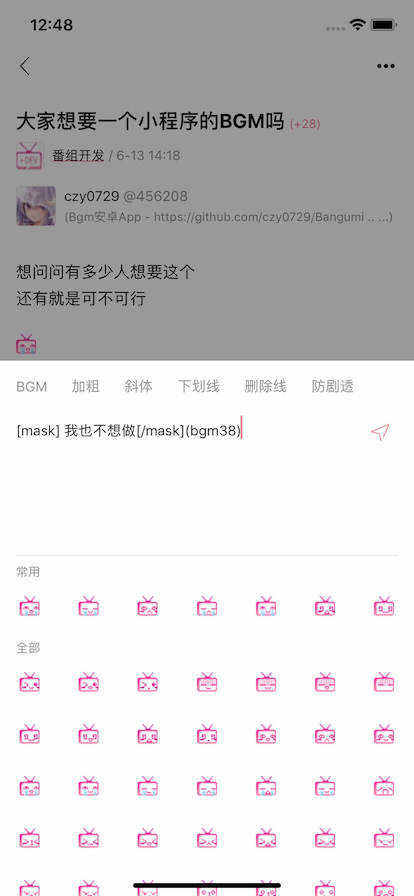 12:48
大家想要一个小程序的BGM吗 (+28)
+DEV
番组开发 / 6-13 14:18
czy0729 @456208
(Bgm安卓App - https://github.com/czy0729/Bangumi .. ...)
想问问有多少人想要这个
还有就是可不可行
BGM 加粗 斜体 下划线 删除线 防剧透
[mask] 我也不想做[/mask](bgm38)
常用
全部